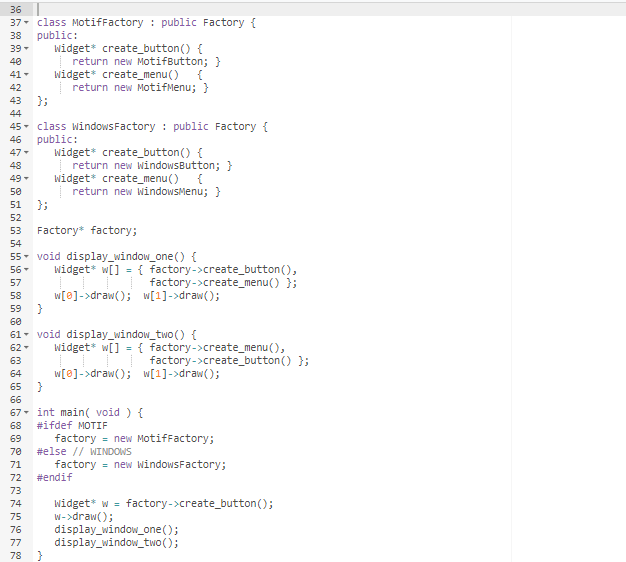 36
37 class MotifFactory : public Factory {
38 public:
39    Widget* create_button() {
40       return new MotifButton; }
41    Widget* create_menu()   {
42       return new MotifMenu; }
43 };
44
45 class WindowsFactory : public Factory {
46 public:
47    Widget* create_button() {
48       return new WindowsButton; }
49    Widget* create_menu()   {
50       return new WindowsMenu; }
51 };
52
53 Factory* factory;
54
55 void display_window_one() {
56    Widget* w[] = { factory->create_button(),
57                    factory->create_menu() };
58    w[0]->draw();  w[1]->draw();
59 }
60
61 void display_window_two() {
62    Widget* w[] = { factory->create_menu(),
63                    factory->create_button() };
64    w[0]->draw();  w[1]->draw();
65 }
66
67 int main( void ) {
68 #ifdef MOTIF
69    factory = new MotifFactory;
70 #else // WINDOWS
71    factory = new WindowsFactory;
72 #endif
73
74    Widget* w = factory->create_button();
75    w->draw();
76    display_window_one();
77    display_window_two();
78 }